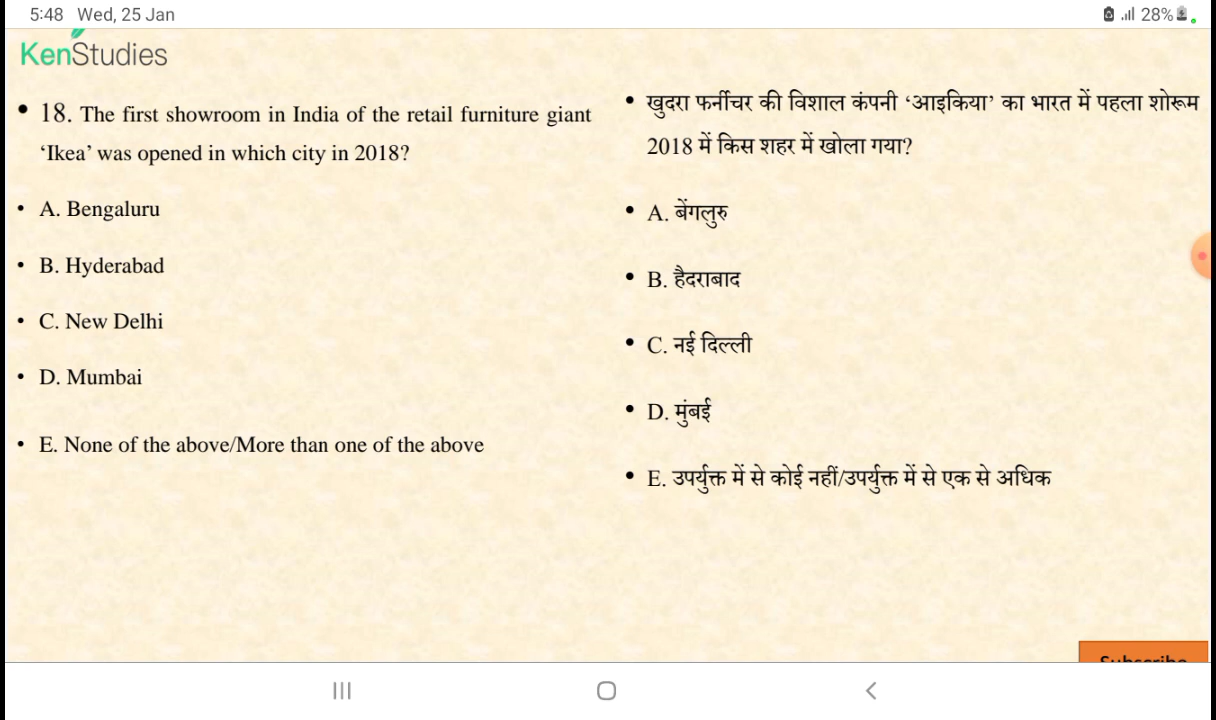 5:48 Wed, 25 Jan
28%
KenStudies
• 18. The first showroom in India of the retail furniture giant
‘Ikea’ was opened in which city in 2018?
• A. Bengaluru
• B. Hyderabad
• C. New Delhi
• D. Mumbai
• E. None of the above/More than one of the above
• खुदरा फर्नीचर की विशाल कंपनी ‘आइकिया’ का भारत में पहला शोरूम
2018 में किस शहर में खोला गया?
• A. बेंगलुरु
• B. हैदराबाद
• C. नई दिल्ली
• D. मुंबई
• E. उपर्युक्त में से कोई नहीं/उपर्युक्त में से एक से अधिक
Subscribe